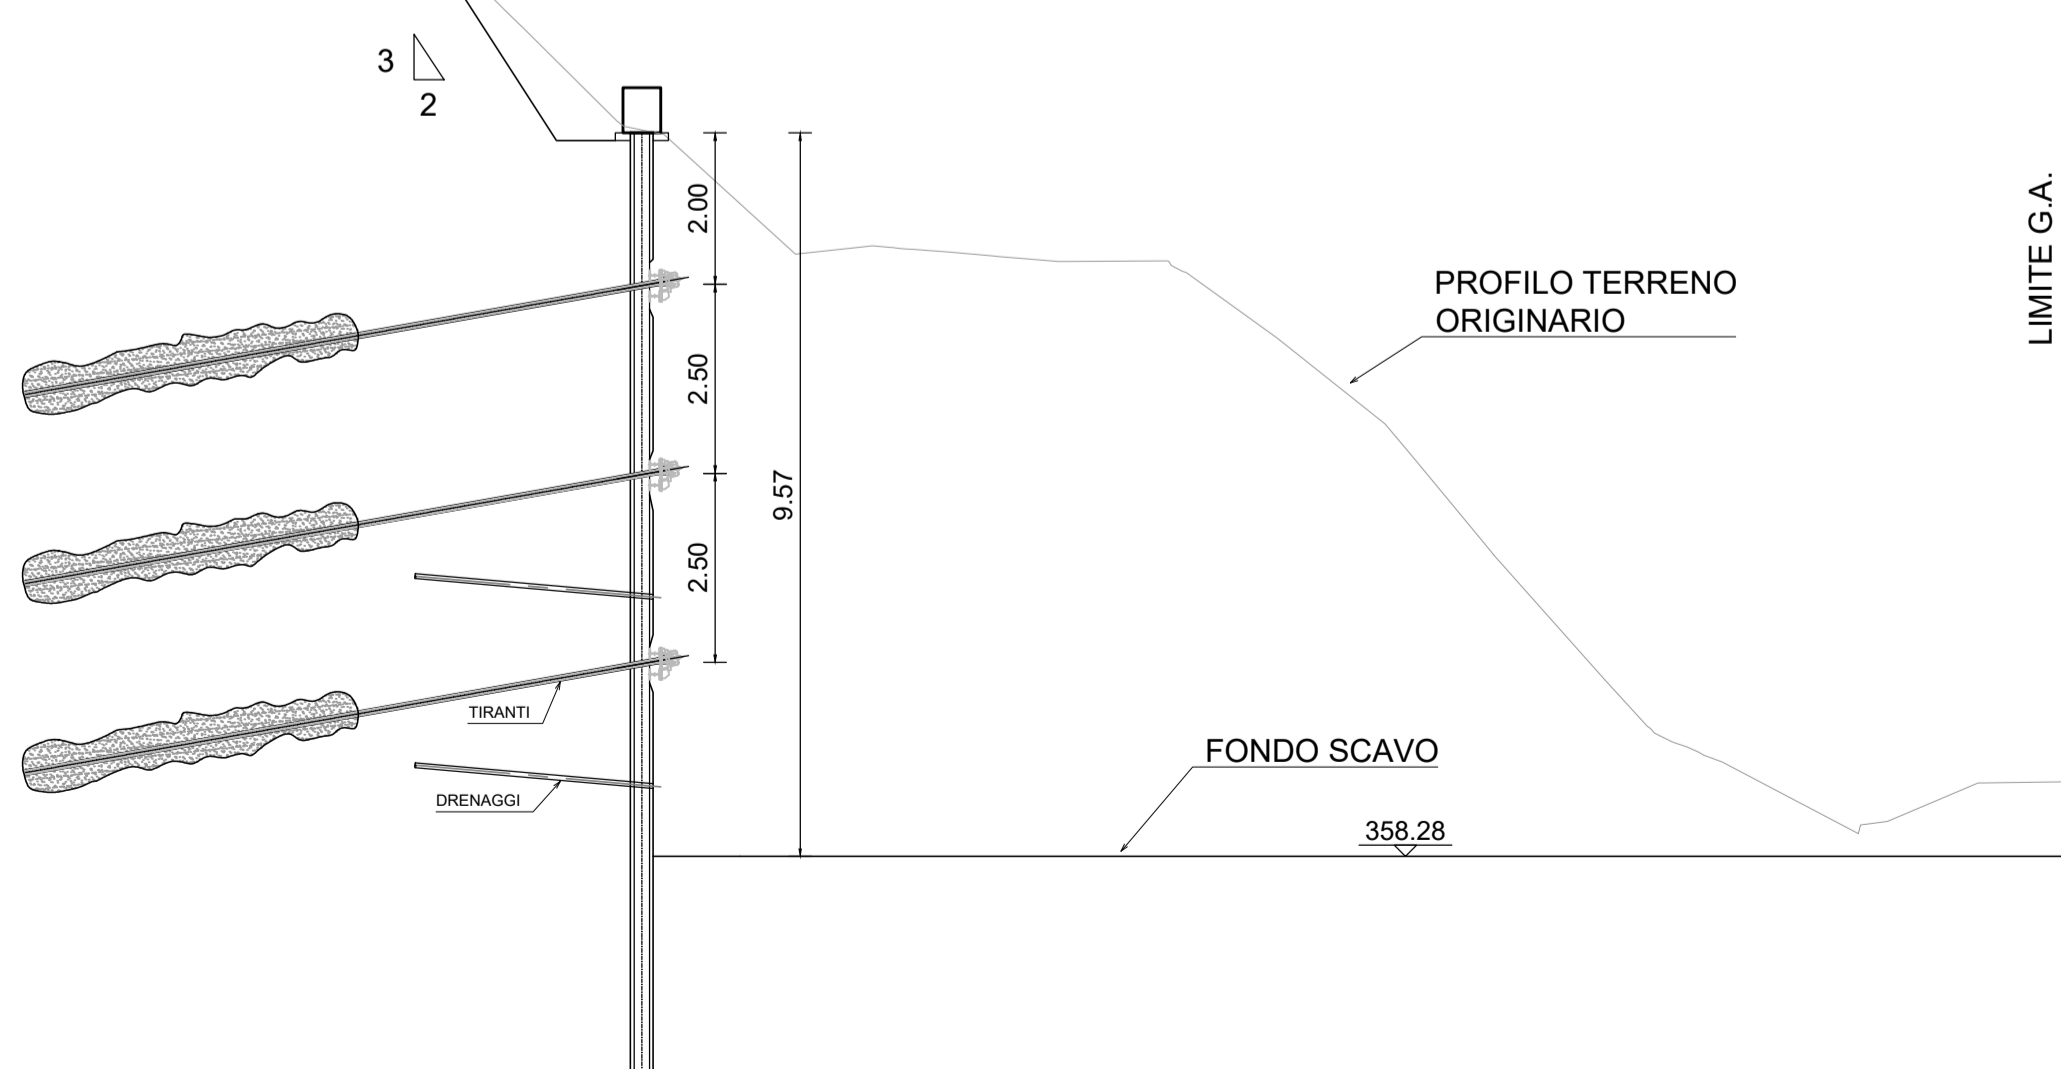 3
2
2.00
LIMITE G.A.
PROFILO TERRENO
ORIGINARIO
2.50
9.57
2.50
TIRANTI
FONDO SCAVO
DRENAGGI
358.28